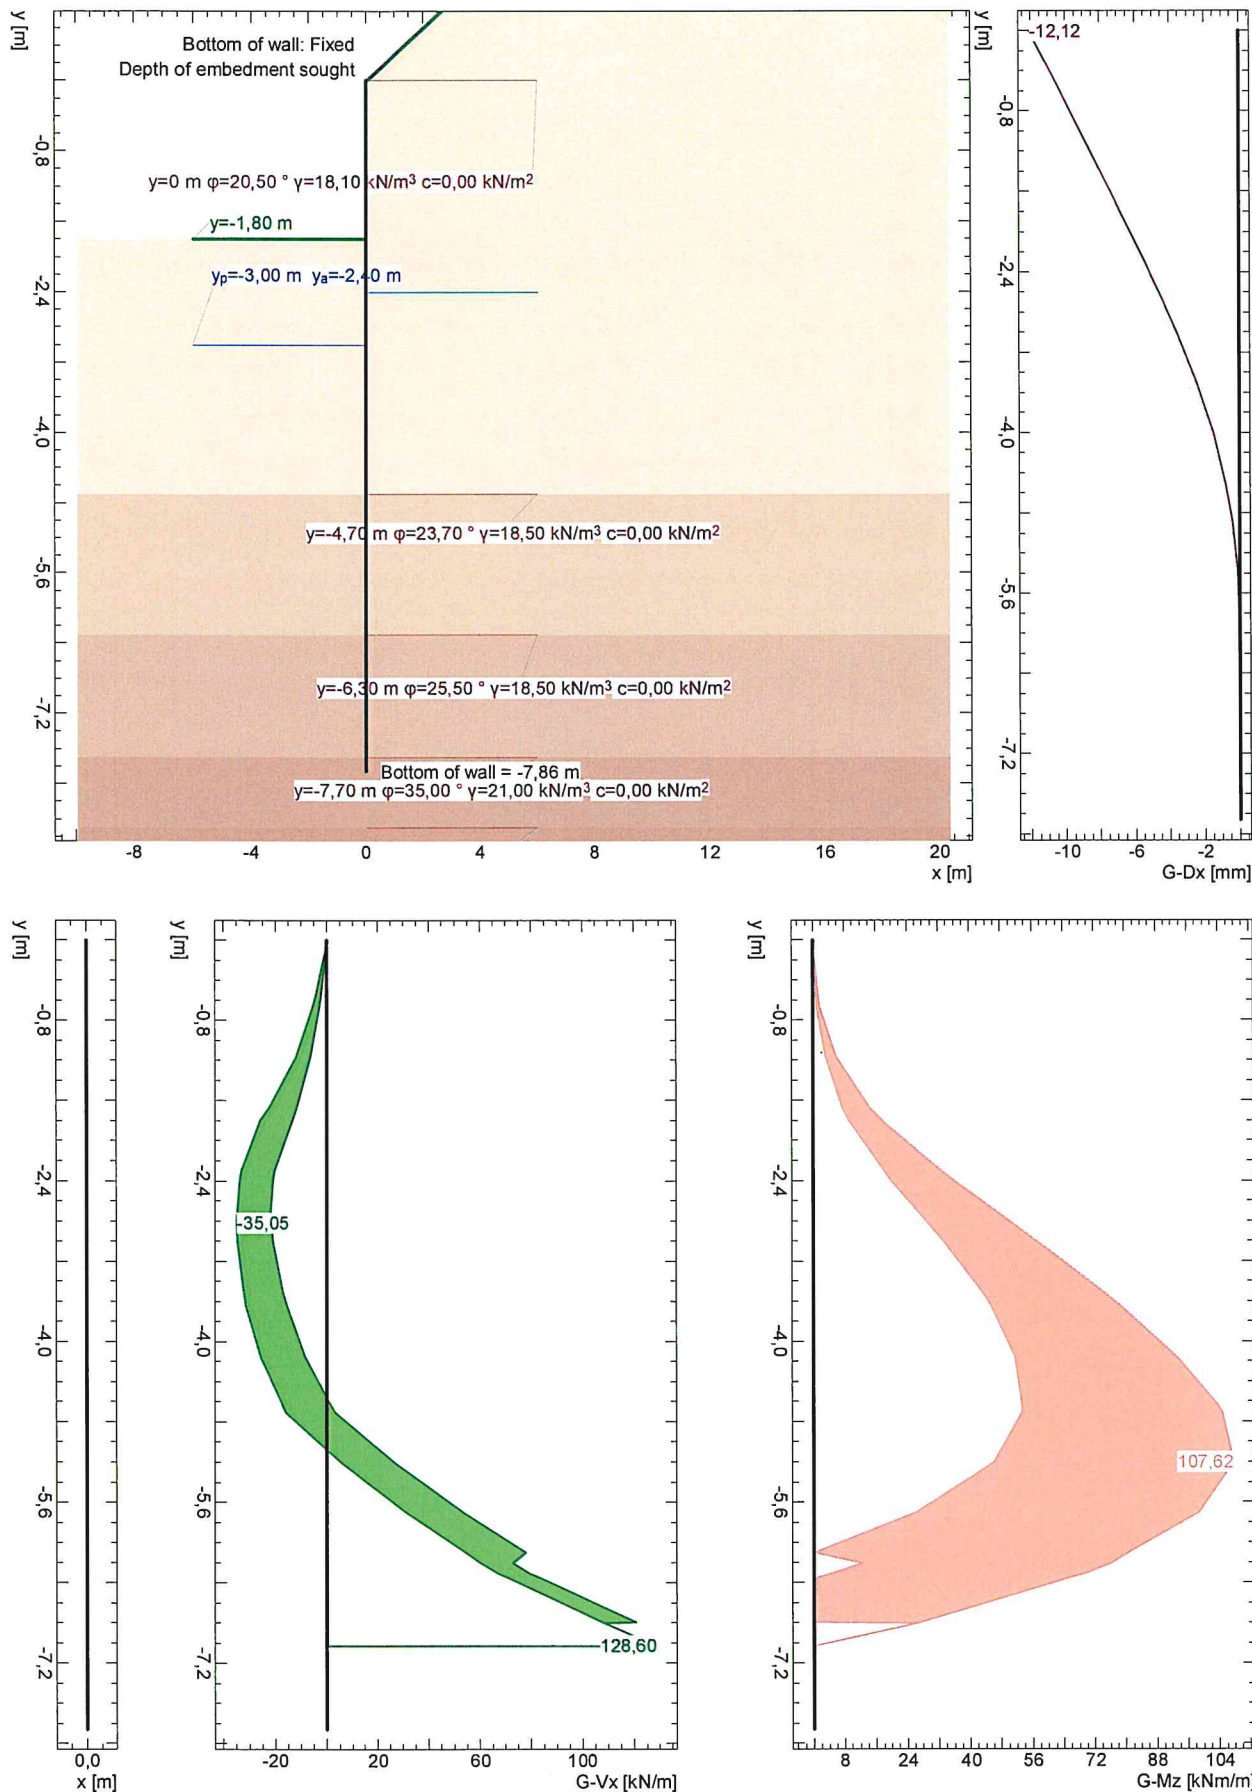 y [m]
Bottom of wall: Fixed
Depth of embedment sought
-0,8
y=0 m φ=20,50 ° γ=18,10 kN/m³ c=0,00 kN/m²
y=-1,80 m
yp=-3,00 m ya=-2,40 m
-2,4
-4,0
y=-4,70 m φ=23,70 ° γ=18,50 kN/m³ c=0,00 kN/m²
-5,6
y=-6,30 m φ=25,50 ° γ=18,50 kN/m³ c=0,00 kN/m²
-7,2
Bottom of wall = -7,86 m
y=-7,70 m φ=35,00 ° γ=21,00 kN/m³ c=0,00 kN/m²
-8 -4 0 4 8 12 16 20
x [m]
y [m]
-12,12
-0,8
-2,4
-4,0
-5,6
-7,2
-10 -6 -2
G-Dx [mm]
y [m]
-0,8
-2,4
-4,0
-5,6
-7,2
0,0
x [m]
y [m]
-0,8
-2,4
-35,05
-4,0
-5,6
128,60
-7,2
-20 20 60 100
G-Vx [kN/m]
y [m]
-0,8
-2,4
-4,0
107,62
-5,6
-7,2
8 24 40 56 72 88 104
G-Mz [kNm/m]